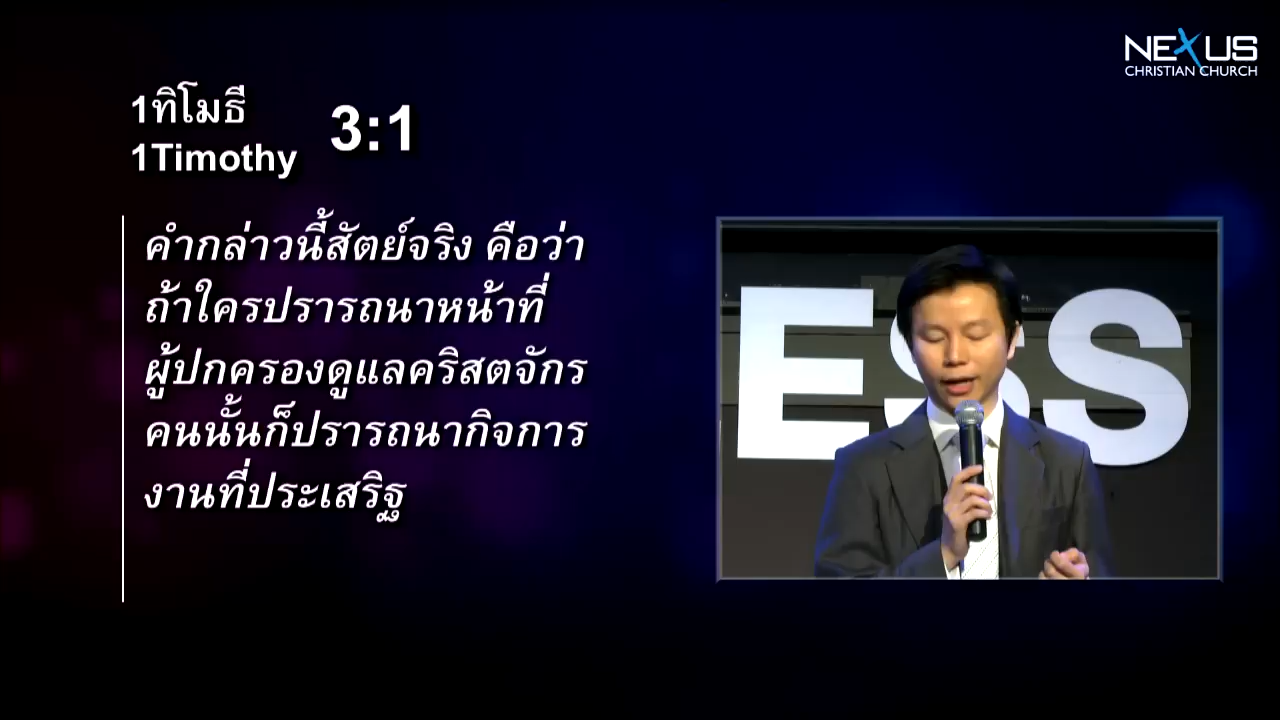 NEXUS
CHRISTIAN CHURCH
1ทิโมธี
1Timothy
3:1
คำกล่าวนี้สัตย์จริง คือว่า
ถ้าใครปรารถนาหน้าที่
ผู้ปกครองดูแลคริสตจักร
คนนั้นก็ปรารถนากิจการ
งานที่ประเสริฐ
ESS